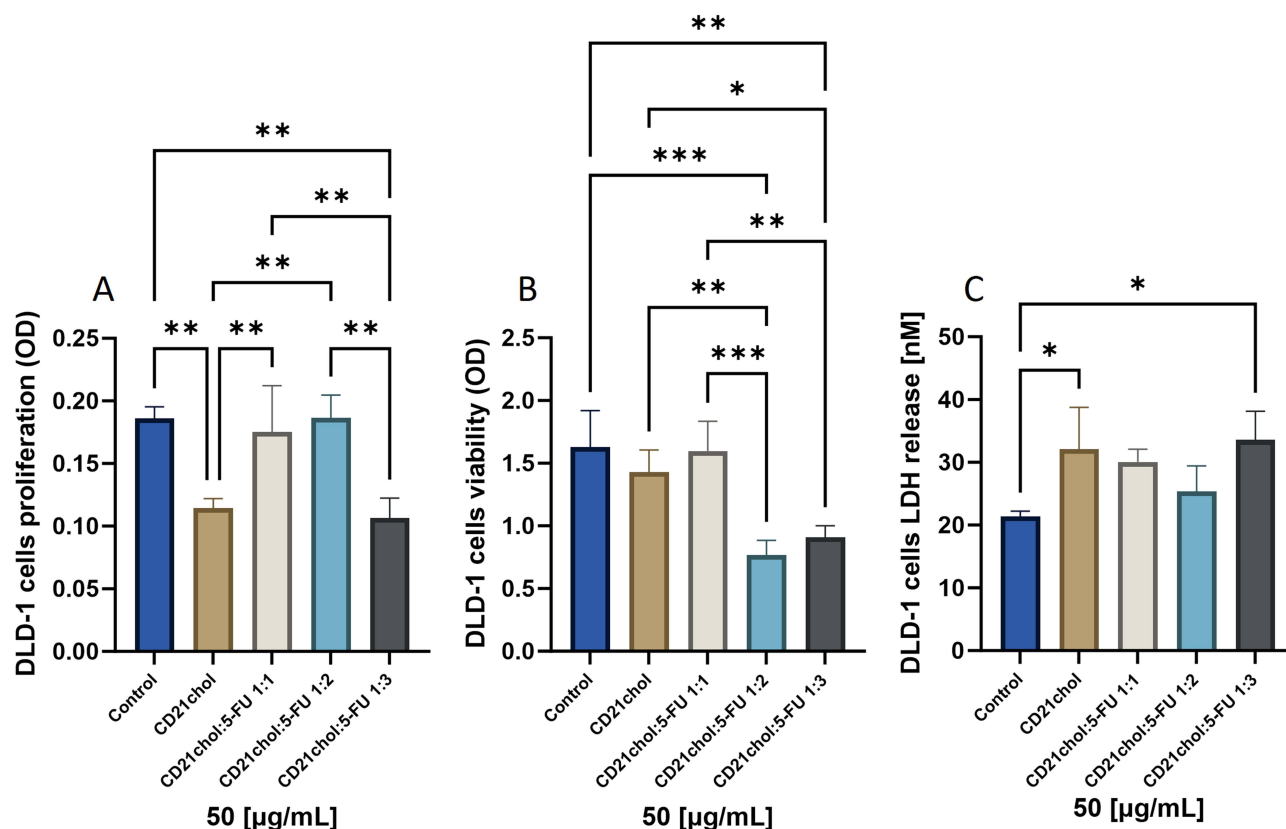 A
DLD-1 cells proliferation (OD)
0.25
0.20
0.15
0.10
0.05
0.00
**
**
**
**
**
**
Control
CD21chol
CD21chol:5-FU 1:1
CD21chol:5-FU 1:2
CD21chol:5-FU 1:3
50 [µg/mL]
B
DLD-1 cells viability (OD)
2.5
2.0
1.5
1.0
0.5
0.0
**
*
***
**
**
***
Control
CD21chol
CD21chol:5-FU 1:1
CD21chol:5-FU 1:2
CD21chol:5-FU 1:3
50 [µg/mL]
C
DLD-1 cells LDH release [nM]
50
40
30
20
10
0
*
*
Control
CD21chol
CD21chol:5-FU 1:1
CD21chol:5-FU 1:2
CD21chol:5-FU 1:3
50 [µg/mL]